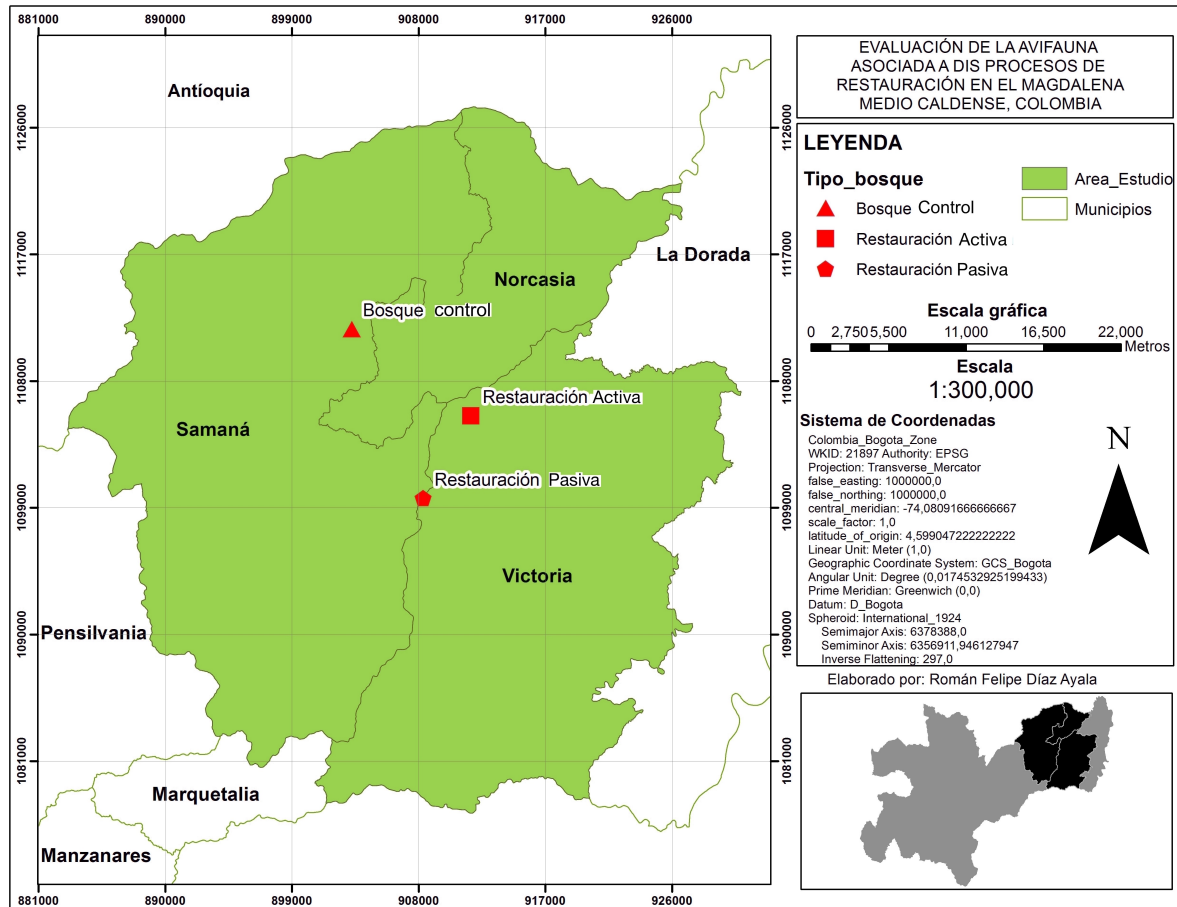 881000 890000 899000 908000 917000 926000
1126000
1117000
1108000
10990000
1090000
1081000
Antíoquia
La Dorada
Norcasia
Bosque control
Restauración Activa
Samaná
Restauración Pasiva
Victoria
Pensilvania
Marquetalia
Manzanares
1126000
1117000
1108000
10990000
1090000
1081000
881000 890000 899000 908000 917000 926000
EVALUACIÓN DE LA AVIFAUNA
ASOCIADA A DIS PROCESOS DE
RESTAURACIÓN EN EL MAGDALENA
MEDIO CALDENSE, COLOMBIA
LEYENDA
Tipo_bosque
Bosque Control
Restauración Activa
Restauración Pasiva
Area_Estudio
Municipios
Escala gráfica
0 2,750 5,500 11,000 16,500 22,000
Metros
Escala
1:300,000
Sistema de Coordenadas
Colombia_Bogota_Zone
WKID: 21897 Authority: EPSG
Projection: Transverse_Mercator
false_easting: 1000000,0
false_northing: 1000000,0
central_meridian: -74,08091666666667
scale_factor: 1,0
latitude_of_origin: 4,599047222222222
Linear Unit: Meter (1,0)
Geographic Coordinate System: GCS_Bogota
Angular Unit: Degree (0,0174532925199433)
Prime Meridian: Greenwich (0,0)
Datum: D_Bogota
Spheroid: International_1924
Semimajor Axis: 6378388,0
Semiminor Axis: 6356911,946127947
Inverse Flattening: 297,0
N
Elaborado por: Román Felipe Díaz Ayala